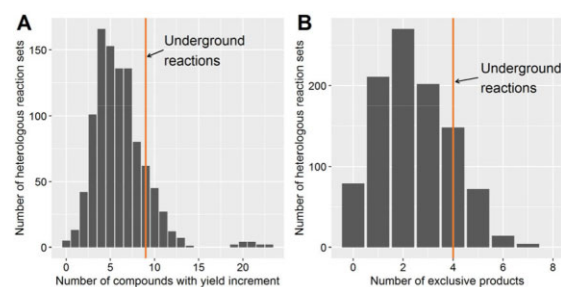 A
Number of heterologous reaction sets
150
100
50
0
Underground
reactions
0 5 10 15 20
Number of compounds with yield increment
B
Number of heterologous reaction sets
200
100
0
Underground
reactions
0 2 4 6 8
Number of exclusive products